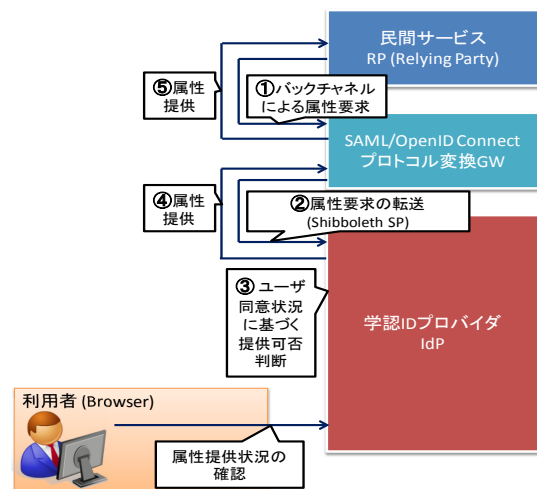 民間サービス
RP (Relying Party)
⑤属性
提供
①バックチャネル
による属性要求
SAML/OpenID Connect
プロトコル変換GW
④属性
提供
②属性要求の転送
(Shibboleth SP)
③ユーザ
同意状況
に基づく
提供可否
判断
学認IDプロバイダ
IdP
利用者 (Browser)
属性提供状況の
確認